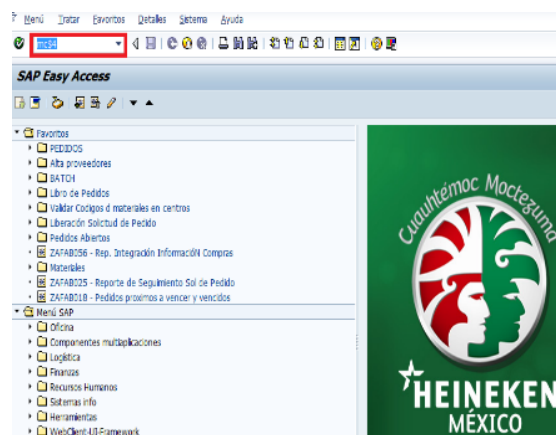 Menú Tratar Favoritos Detalles Sistema Ayuda
SAP Easy Access
Favoritos
PEDIDOS
Alta proveedores
BATCH
Libro de Pedidos
Validar Codigos d materiales en centros
Liberación Solictud de Pedido
Pedidos Abiertos
ZAFAB056 - Rep. Integración InformacióN Compras
Materiales
ZAFAB025 - Reporte de Seguimiento Sol de Pedido
ZAFAB018 - Pedidos proximos a vencer y vencidos
Menú SAP
Oficina
Componentes multiaplicaciones
Logística
Finanzas
Recursos Humanos
Sistemas info
Herramientas
WebClient-UI-Framework
Cuauhtémoc Moctezuma
HEINEKEN
MÉXICO